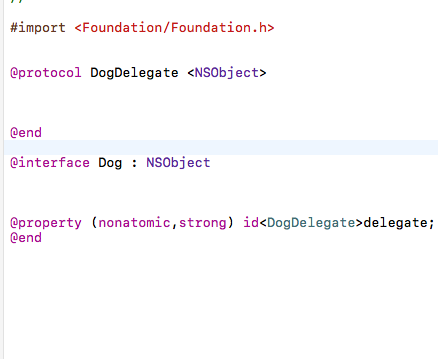 //
#import <Foundation/Foundation.h>
@protocol DogDelegate <NSObject>
@end
@interface Dog : NSObject
@property (nonatomic,strong) id<DogDelegate>delegate;
@end